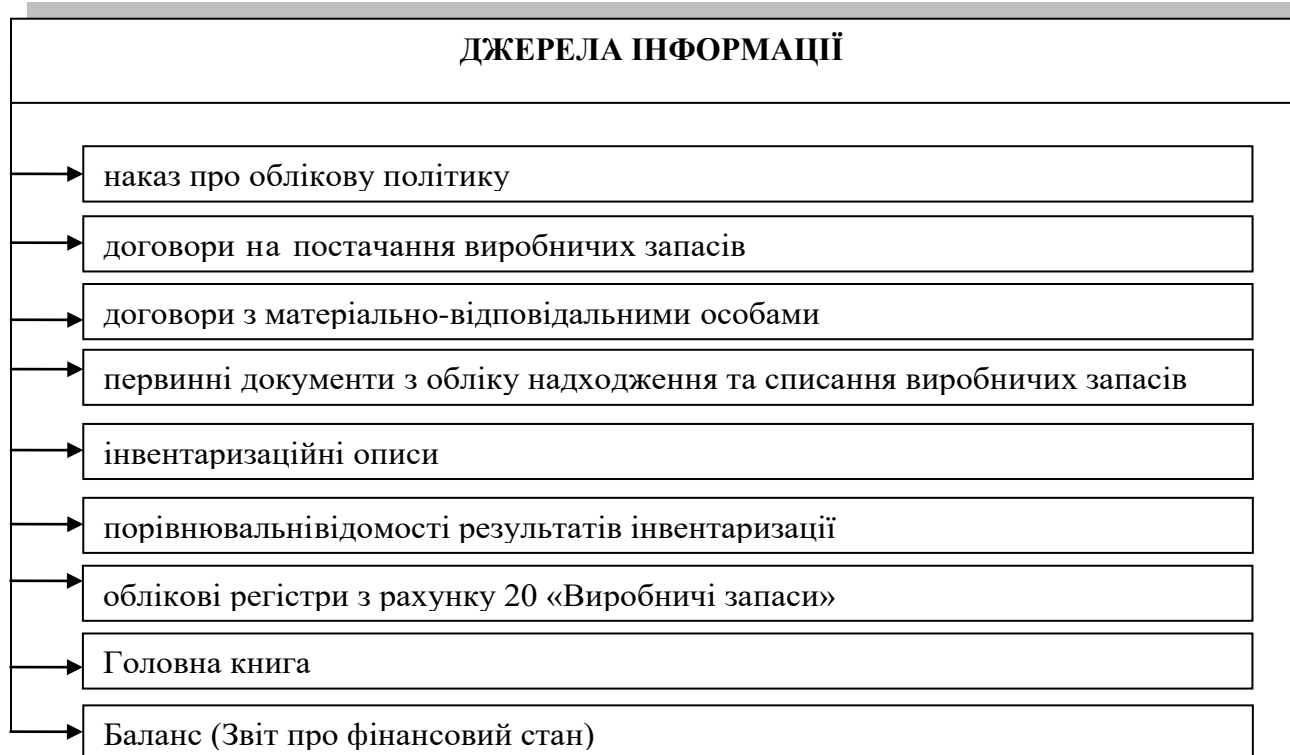 ДЖЕРЕЛА ІНФОРМАЦІЇ
наказ про облікову політику
договори на постачання виробничих запасів
договори з матеріально-відповідальними особами
первинні документи з обліку надходження та списання виробничих запасів
інвентаризаційні описи
порівнювальнівідомості результатів інвентаризації
облікові регістри з рахунку 20 «Виробничі запаси»
Головна книга
Баланс (Звіт про фінансовий стан)